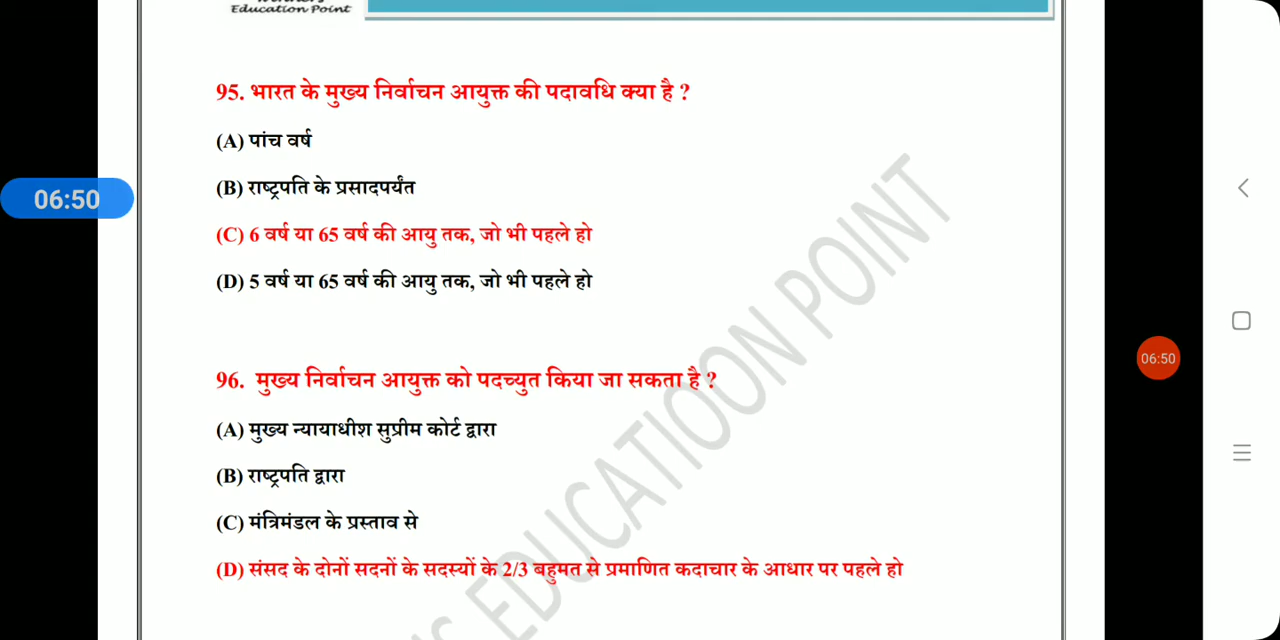 Education Point
95. भारत के मुख्य निर्वाचन आयुक्त की पदावधि क्या है ?
(A) पांच वर्ष
(B) राष्ट्रपति के प्रसादपर्यंत
06:50
(C) 6 वर्ष या 65 वर्ष की आयु तक, जो भी पहले हो
(D) 5 वर्ष या 65 वर्ष की आयु तक, जो भी पहले हो
06:50
96. मुख्य निर्वाचन आयुक्त को पदच्युत किया जा सकता है ?
(A) मुख्य न्यायाधीश सुप्रीम कोर्ट द्वारा
(B) राष्ट्रपति द्वारा
(C) मंत्रिमंडल के प्रस्ताव से
(D) संसद के दोनों सदनों के सदस्यों के 2/3 बहुमत से प्रमाणित कदाचार के आधार पर पहले हो
EDUCATIOON POINT